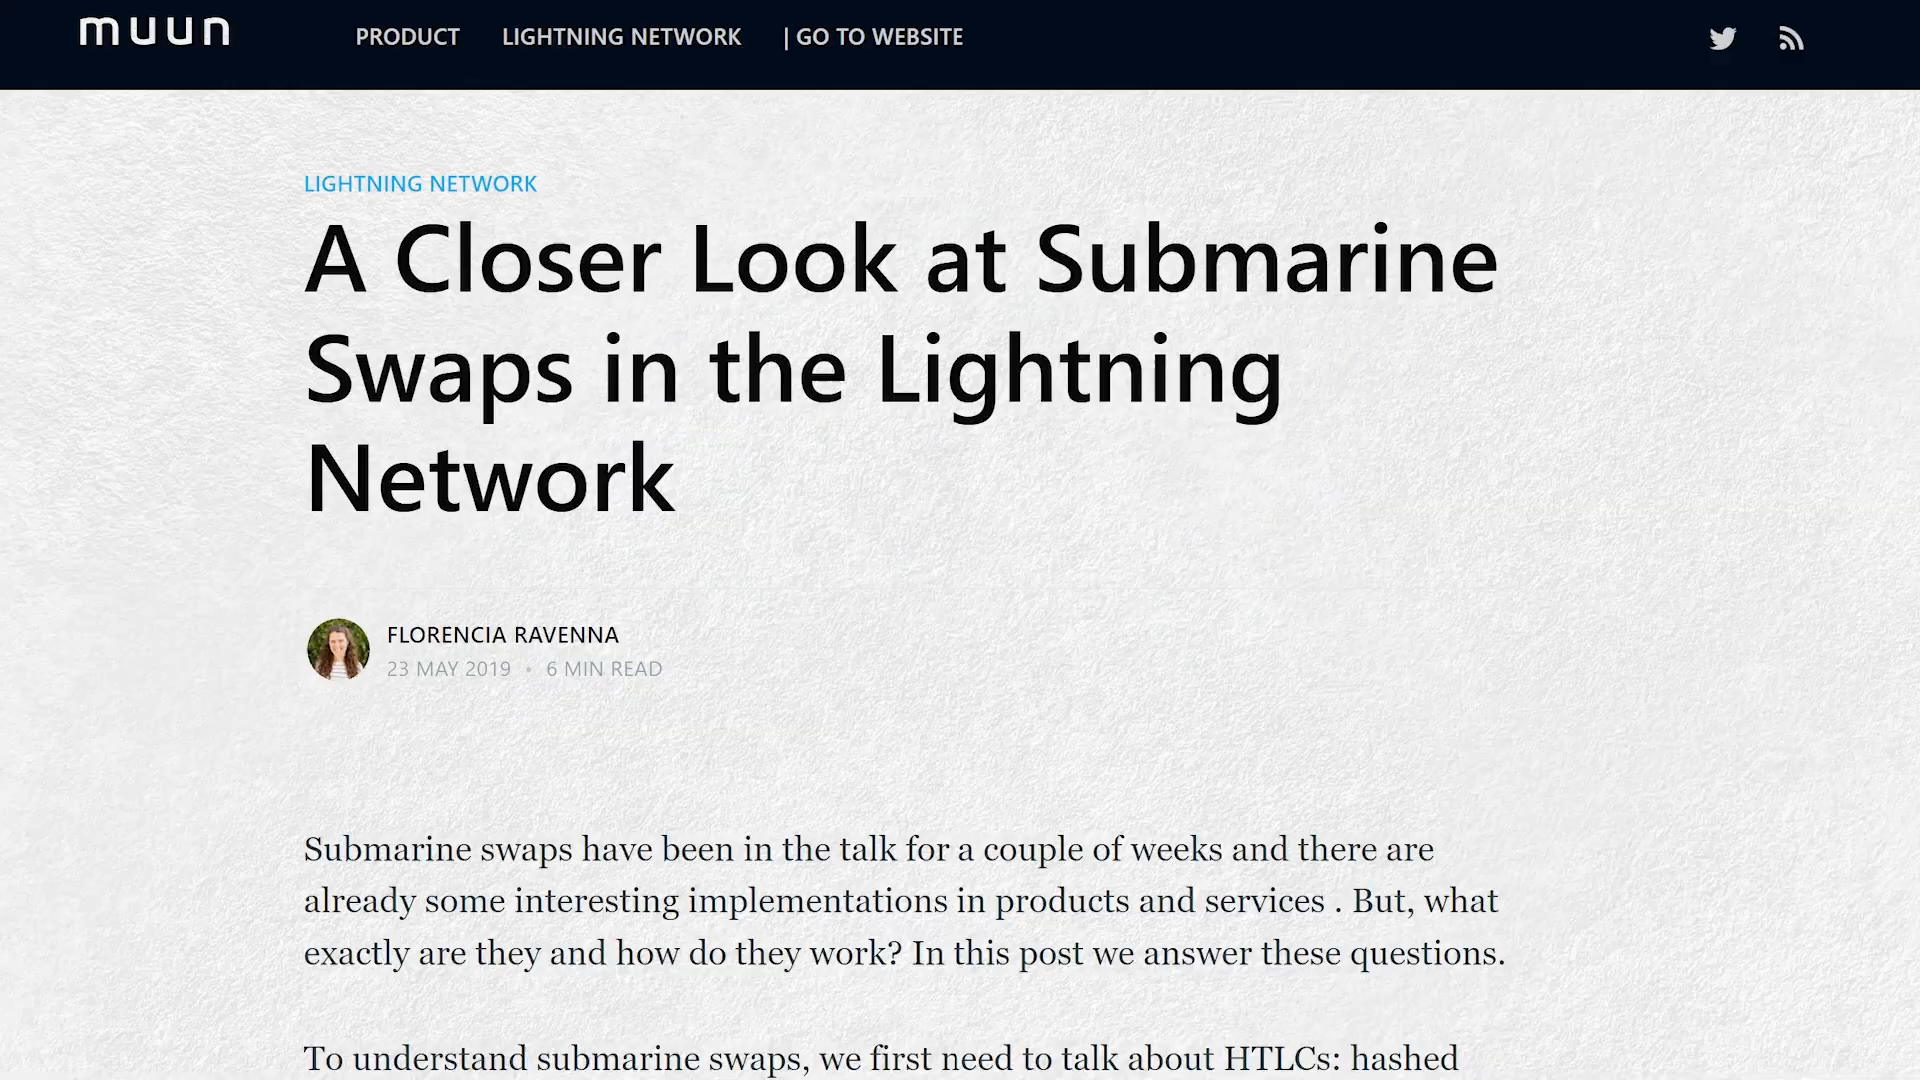 muun
PRODUCT LIGHTNING NETWORK | GO TO WEBSITE
LIGHTNING NETWORK
A Closer Look at Submarine
Swaps in the Lightning
Network
FLORENCIA RAVENNA
23 MAY 2019 • 6 MIN READ
Submarine swaps have been in the talk for a couple of weeks and there are
already some interesting implementations in products and services . But, what
exactly are they and how do they work? In this post we answer these questions.
To understand submarine swaps, we first need to talk about HTLCs: hashed